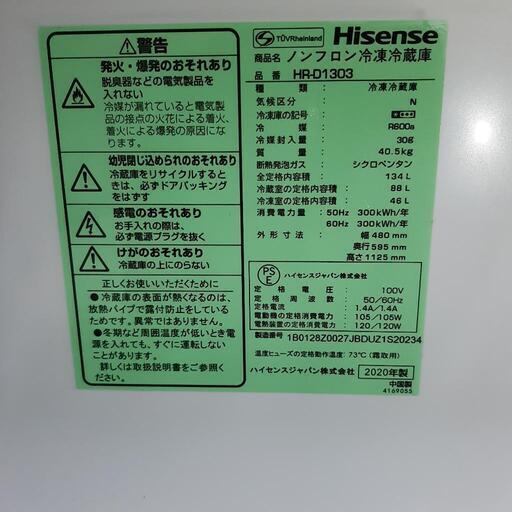 警告
発火・爆発のおそれあり
脱臭器などの電気製品を
入れない
冷媒が漏れていると電気製
品の接点の火花による着火、
着火による爆発の原因にな
ります。
幼児閉じ込められのおそれあり
冷蔵庫をリサイクルすると
きは、必ずドアパッキング
をはずす
感電のおそれあり
お手入れの際は、
必ず電源プラグを抜く
けがのおそれあり
冷蔵庫の上にのらない
正しくお使いいただくために
●冷蔵庫の表面が熱くなるのは、
放熱パイプで露付防止をしているた
めです。異常ではありません。
●冬期など周囲温度が低いとき電
源を入れても、すぐに運転しない
ことがあります。
詳しくは取扱説明書をご覧ください
TÜVRheinland
Hisense
商品名 ノンフロン冷凍冷蔵庫
品番 HR-D1303
種類: 冷凍冷蔵庫
気候区分: N
冷凍庫の記号:
冷媒: R600a
冷媒封入量: 30g
質量: 40.5kg
断熱発泡ガス: シクロペンタン
全定格内容積: 134 L
冷蔵室の定格内容積: 88 L
冷凍室の定格内容積: 46 L
消費電力量: 50Hz 300kWh/年
60Hz 300kWh/年
外形寸法: 幅 480 mm
奥行 595 mm
高さ 1125 mm
PSE
ハイセンスジャパン株式会社
定格電圧: 100V
定格周波数: 50/60Hz
定格電流: 1.4A/1.4A
電動機の定格消費電力: 105/105W
電熱装置の定格消費電力: 120/120W
製造番号 1B0128Z0027JBDUZ1S20234
温度ヒューズの定格動作温度: 73℃(霜取用)
ハイセンスジャパン株式会社 2020年製
中国製
4169055